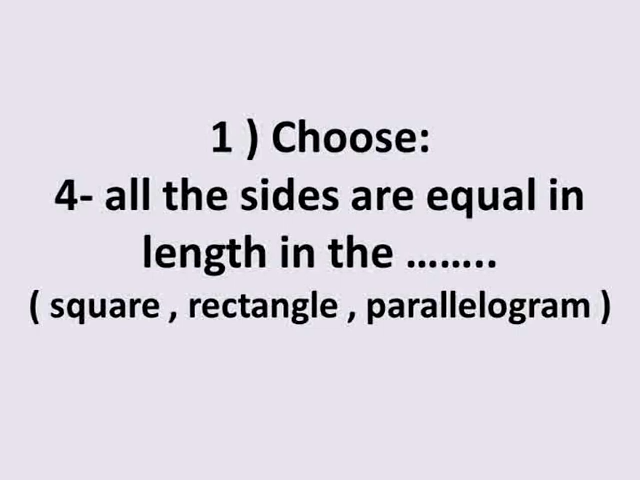 1 ) Choose:
4- all the sides are equal in
length in the ........
( square , rectangle , parallelogram )